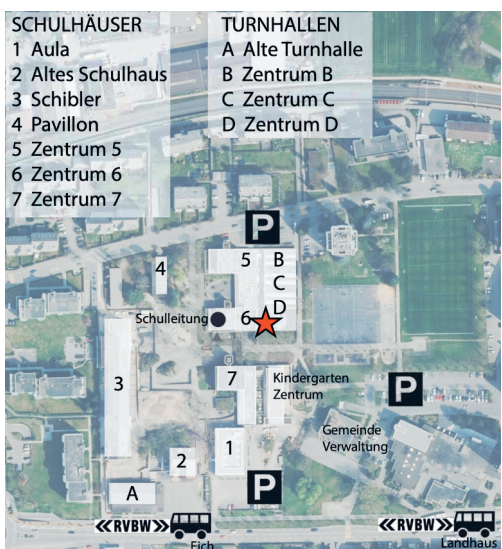 SCHULHÄUSER
1 Aula
2 Altes Schulhaus
3 Schibler
4 Pavillon
5 Zentrum 5
6 Zentrum 6
7 Zentrum 7
TURNHALLEN
A Alte Turnhalle
B Zentrum B
C Zentrum C
D Zentrum D
P
5
B
C
D
4
6
Schulleitung
3
7
Kindergarten
Zentrum
P
Gemeinde
Verwaltung
1
2
A
P
RVBW
Eich
RVBW
Landhaus